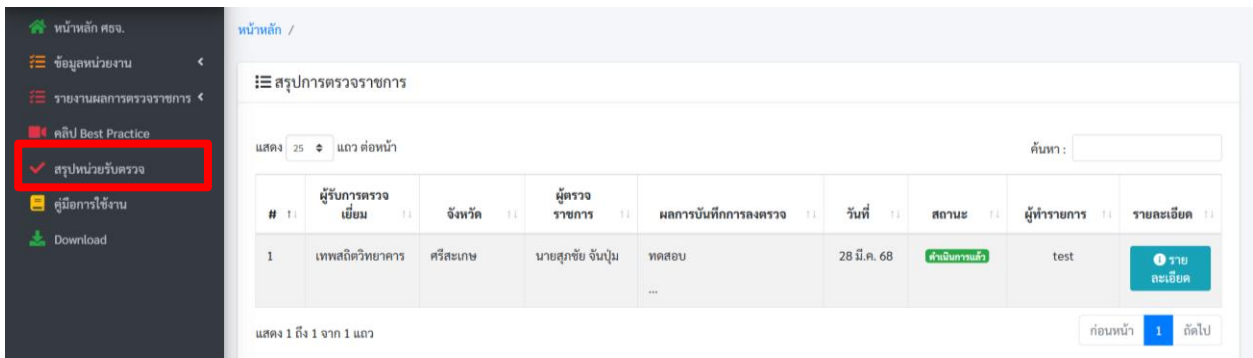 หน้าหลัก ศธจ.
ข้อมูลหน่วยงาน
รายงานผลการตรวจราชการ
คลิป Best Practice
สรุปหน่วยรับตรวจ
คู่มือการใช้งาน
Download
หน้าหลัก /
สรุปการตรวจราชการ
แสดง 25 แถว ต่อหน้า
ค้นหา :
# ผู้รับการตรวจเยี่ยม จังหวัด ผู้ตรวจราชการ ผลการบันทึกการลงตรวจ วันที่ สถานะ ผู้ทำรายการ รายละเอียด
1 เทพสถิตวิทยาคาร ศรีสะเกษ นายสุภชัย จันปุ่ม ทดสอบ 28 มี.ค. 68 ดำเนินการแล้ว test รายละเอียด
...
แสดง 1 ถึง 1 จาก 1 แถว
ก่อนหน้า 1 ถัดไป